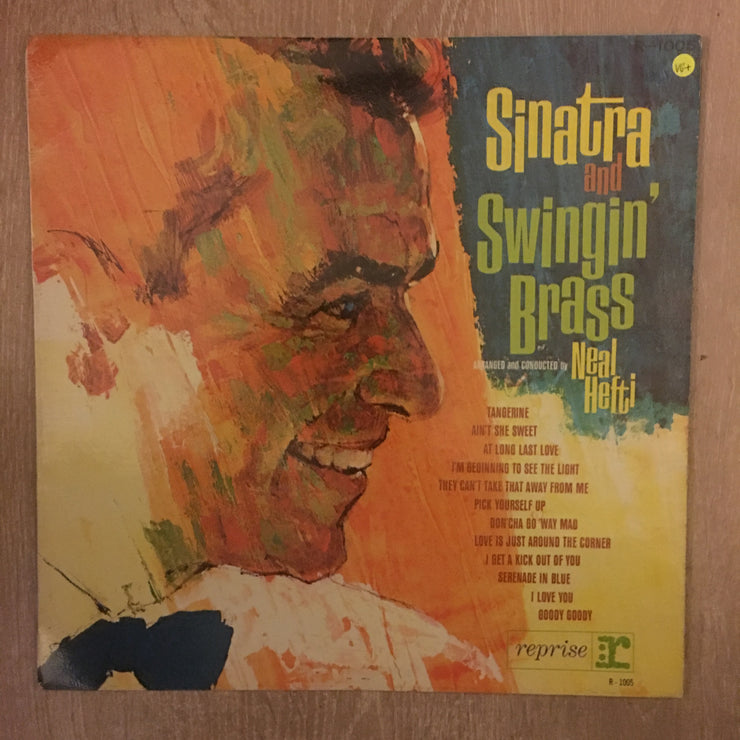 R-1005
VG+
Sinatra
and
Swingin'
Brass
ARRANGED and CONDUCTED by
Neal
Hefti
TANGERINE
AIN'T SHE SWEET
AT LONG LAST LOVE
I'M BEGINNING TO SEE THE LIGHT
THEY CAN'T TAKE THAT AWAY FROM ME
PICK YOURSELF UP
DON'CHA GO 'WAY MAD
LOVE IS JUST AROUND THE CORNER
I GET A KICK OUT OF YOU
SERENADE IN BLUE
I LOVE YOU
GOODY GOODY
reprise r:
R - 1005